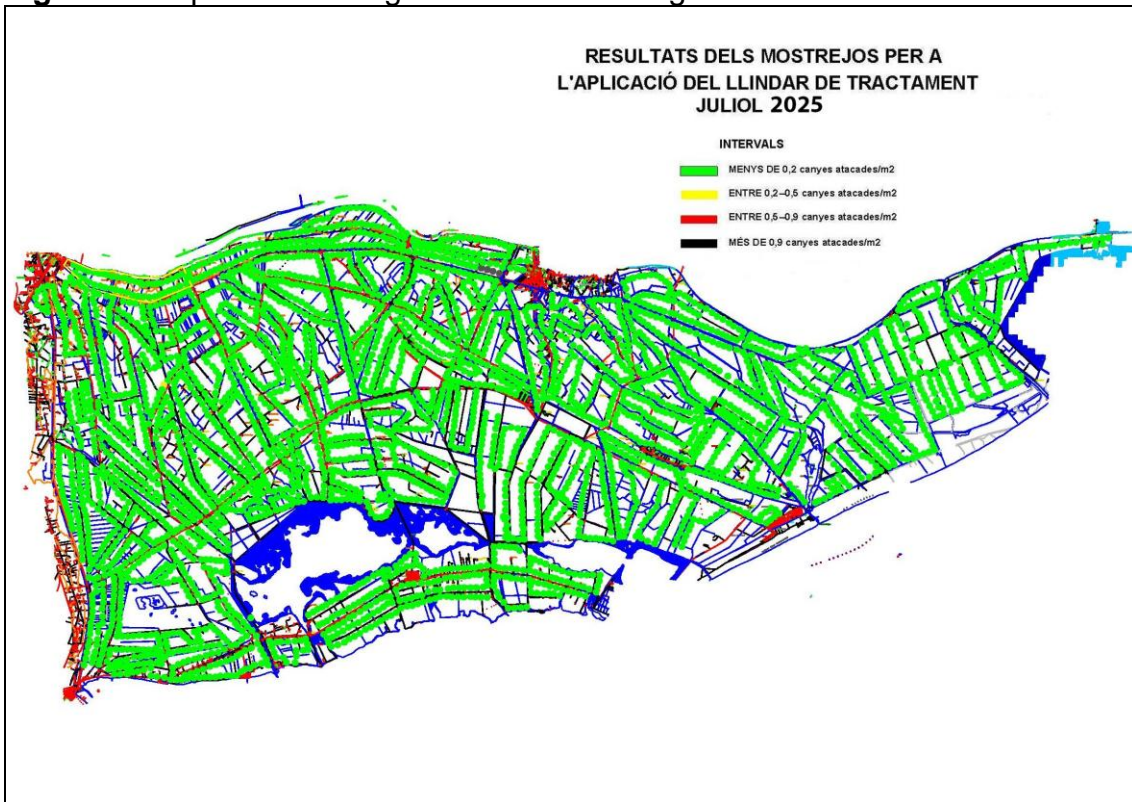 RESULTATS DELS MOSTREJOS PER A
L'APLICACIÓ DEL LLINDAR DE TRACTAMENT
JULIOL 2025
INTERVALS
MENYS DE 0,2 canyes atacades/m2
ENTRE 0,2–0,5 canyes atacades/m2
ENTRE 0,5–0,9 canyes atacades/m2
MÉS DE 0,9 canyes atacades/m2